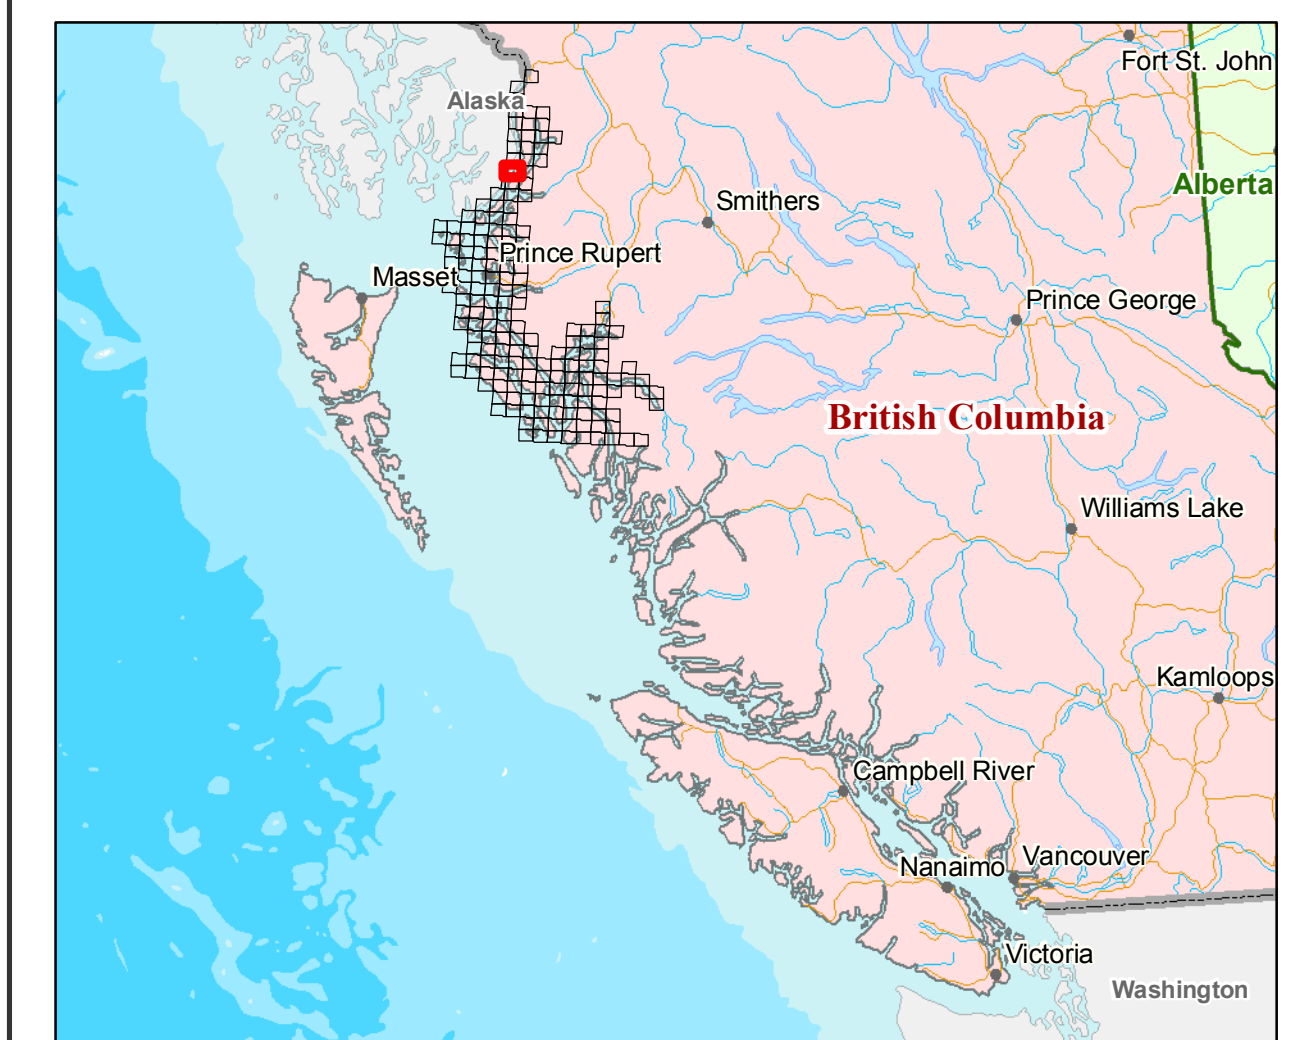 Fort St. John
Alaska
Alberta
Smithers
Prince Rupert
Masset
Prince George
British Columbia
Williams Lake
Kamloops
Campbell River
Vancouver
Nanaimo
Victoria
Washington